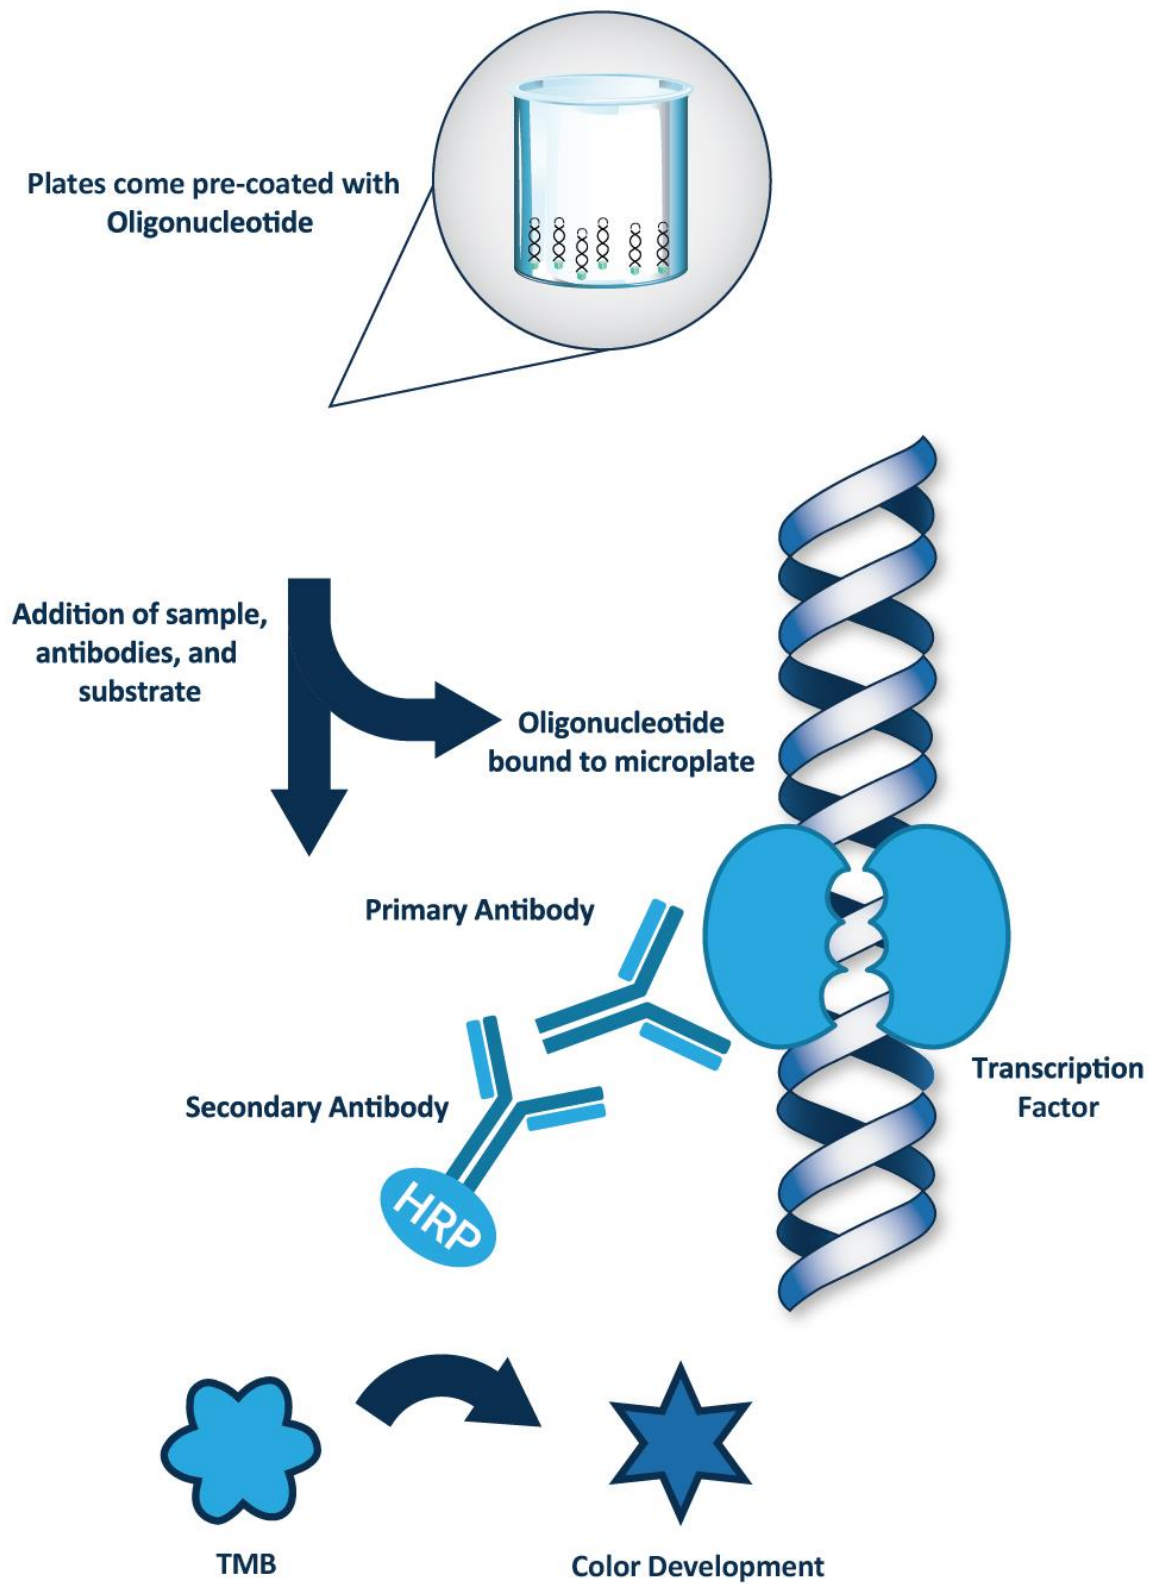 Plates come pre-coated with
Oligonucleotide
Addition of sample,
antibodies, and
substrate
Oligonucleotide
bound to microplate
Primary Antibody
Secondary Antibody
HRP
Transcription
Factor
TMB
Color Development